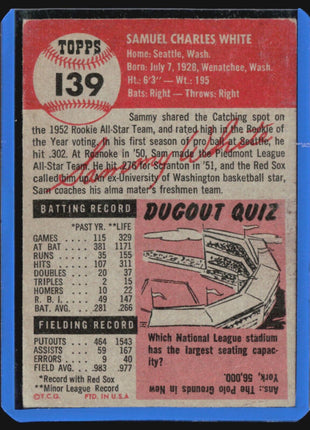 TOPPS
139
SAMUEL CHARLES WHITE
Home: Seattle, Wash.
Born: July 7, 1928, Wenatchee, Wash.
Ht.: 6'3"—Wt.: 195
Bats: Right - Throws: Right
Sammy shared the Catching spot on
the 1952 Rookie All-Star Team, and rated high in the Rookie of
the Year voting. In his first season of ball at Seattle, he
hit .302. At Roanoke in '50, Sam made the Piedmont League
All-Star Team. He hit .276 for Scranton in '51, and the Red Sox
called him up. An ex-University of Washington basketball star,
Sam coaches his alma mater's freshmen team.
Sammy White
BATTING RECORD
*PAST YR. **LIFE
GAMES 115 329
AT BAT 381 1171
RUNS 35 155
HITS 107 311
DOUBLES 20 37
TRIPLES 2 15
HOMERS 10 22
R. B. I. 49 147
BAT. AVG. .281 .266
FIELDING RECORD
PUTOUTS 464 1543
ASSISTS 59 167
ERRORS 9 40
FIELD AVG. .983 .977
*Record with Red Sox
**Minor League Record
©T.C.G. PTD. IN U.S.A
DUGOUT QUIZ
Which National League stadium
has the largest seating capac-
ity?
Ans.: The Polo Grounds in New
York, 56,000.